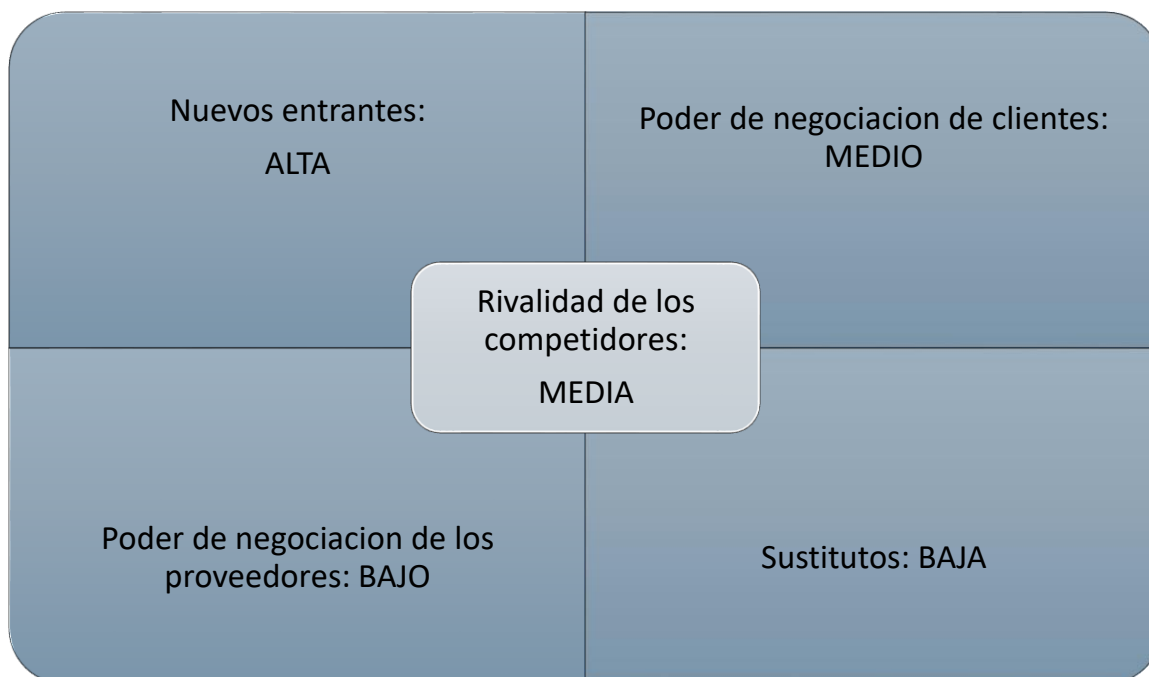 Nuevos entrantes:
ALTA
Poder de negociacion de clientes:
MEDIO
Rivalidad de los
competidores:
MEDIA
Poder de negociacion de los
proveedores: BAJO
Sustitutos: BAJA